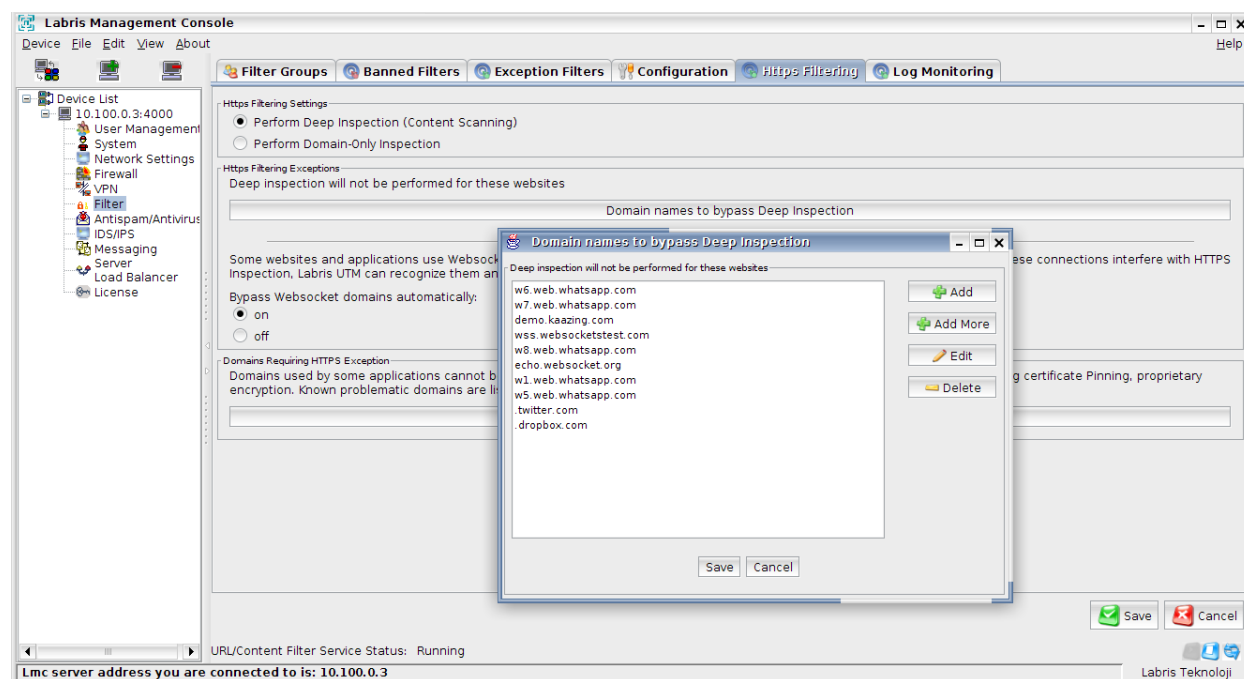 Labris Management Console
Device File Edit View About Help
Filter Groups Banned Filters Exception Filters Configuration Https Filtering Log Monitoring
Device List
10.100.0.3:4000
User Management
System
Network Settings
Firewall
VPN
Filter
Antispam/Antivirus
IDS/IPS
Messaging
Server
Load Balancer
License
Https Filtering Settings
Perform Deep Inspection (Content Scanning)
Perform Domain-Only Inspection
Https Filtering Exceptions
Deep inspection will not be performed for these websites
Domain names to bypass Deep Inspection
Some websites and applications use Websock ese connections interfere with HTTPS
Inspection, Labris UTM can recognize them an
Bypass Websocket domains automatically:
on
off
Domains Requiring HTTPS Exception
Domains used by some applications cannot b g certificate Pinning, proprietary
encryption. Known problematic domains are li
Domain names to bypass Deep Inspection
Deep inspection will not be performed for these websites
w6.web.whatsapp.com
w7.web.whatsapp.com
demo.kaazing.com
wss.websocketstest.com
w8.web.whatsapp.com
echo.websocket.org
w1.web.whatsapp.com
w5.web.whatsapp.com
.twitter.com
.dropbox.com
Add
Add More
Edit
Delete
Save Cancel
Save Cancel
URL/Content Filter Service Status: Running
Lmc server address you are connected to is: 10.100.0.3 Labris Teknoloji